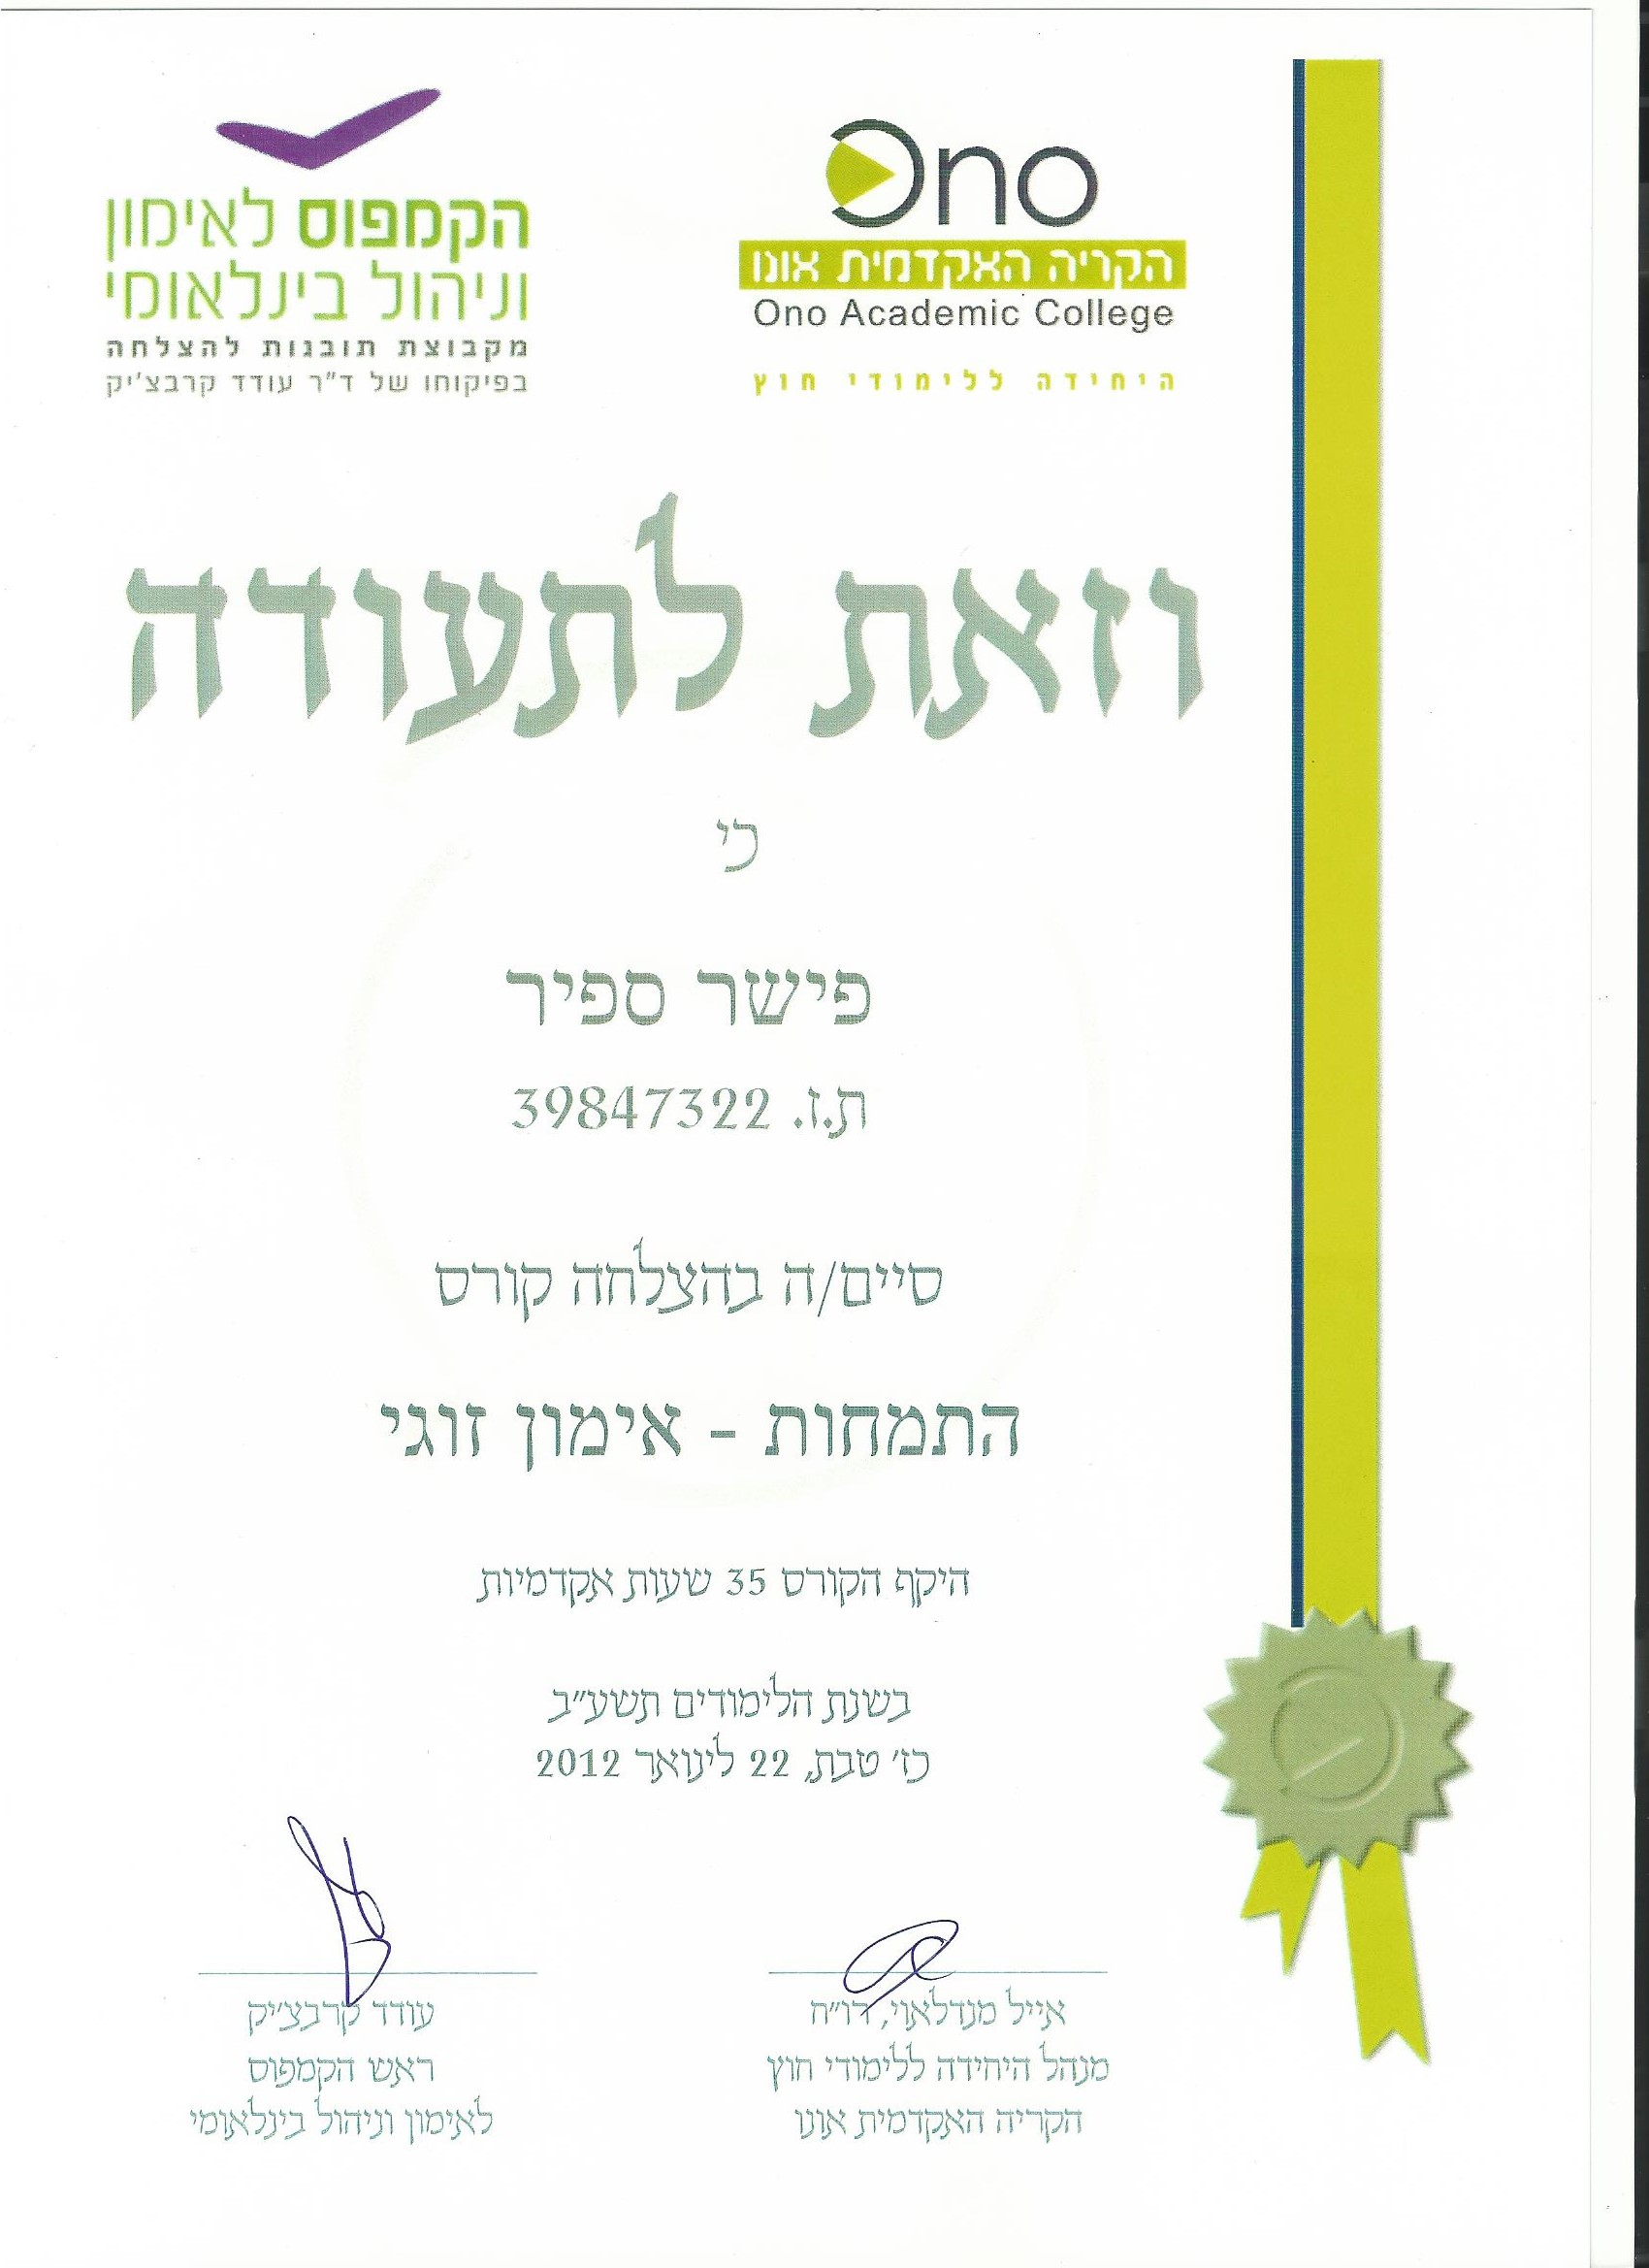 Ono
הקריה האקדמית אונו
Ono Academic College
היחידה ללימודי חוץ
הקמפוס לאימון
וניהול בינלאומי
מקבוצת תובנות להצלחה
בפיקוחו של ד"ר עודד קרבצ'יק
וזאת לתעודה
כי
פישר ספיר
ת.ז. 39847322
סיים/ה בהצלחה קורס
התמחות - אימון זוגי
היקף הקורס 35 שעות אקדמיות
בשנת הלימודים תשע"ב
כז' טבת, 22 לינואר 2012
אייל מנדלאוי, רו"ח
מנהל היחידה ללימודי חוץ
הקריה האקדמית אונו
עודד קרבצ'יק
ראש הקמפוס
לאימון וניהול בינלאומי